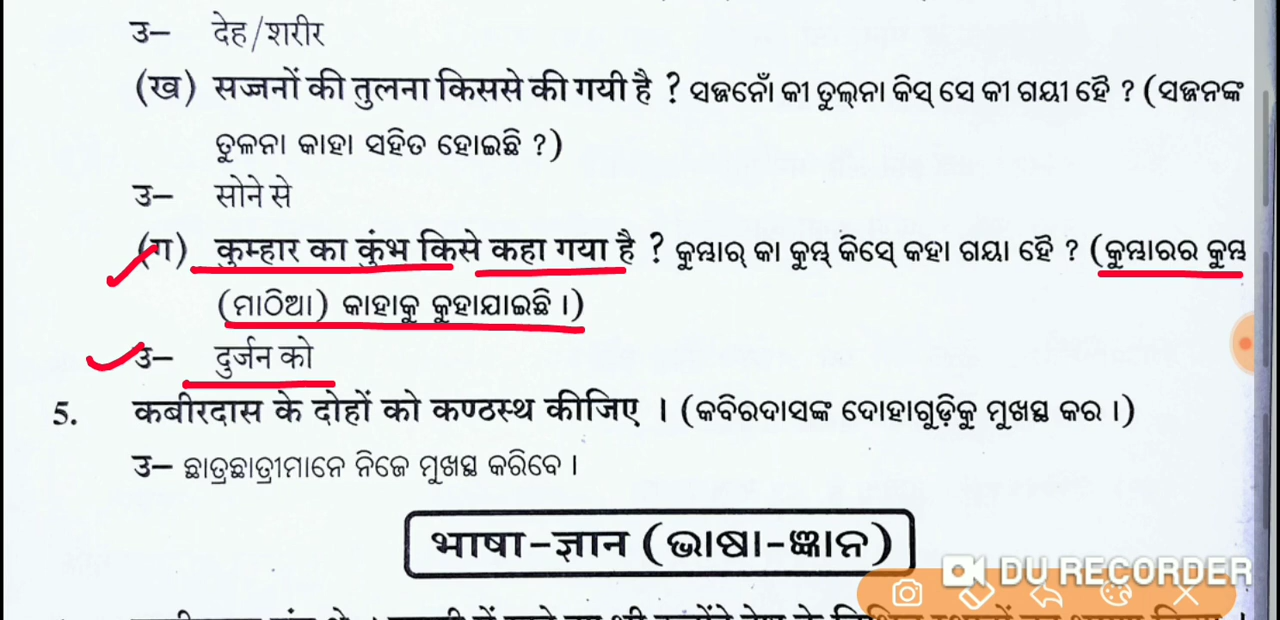 उ– देह/शरीर
(ख) सज्जनों की तुलना किससे की गयी है ? ସଜ୍ଜନୋଁ କୀ ତୁଲ୍‌ନା କିସ୍ ସେ କୀ ଗୟୀ ହୈ ? (ସଜ୍ଜନଙ୍କ
ତୁଳନା କାହା ସହିତ ହୋଇଛି ?)
उ– सोने से
(ग) कुम्हार का कुंभ किसे कहा गया है ? କୁମ୍ଭାର୍ କା କୁମ୍ଭ୍ କିସେ୍ କହା ଗୟା ହୈ ? (କୁମ୍ଭାରର କୁମ୍ଭ
(ମାଠିଆ) କାହାକୁ କୁହାଯାଇଛି ।)
उ– दुर्जन को
5. कबीरदास के दोहों को कण्ठस्थ कीजिए । (କବିରଦାସଙ୍କ ଦୋହାଗୁଡ଼ିକୁ ମୁଖସ୍ଥ କର ।)
उ– ଛାତ୍ରଛାତ୍ରୀମାନେ ନିଜେ ମୁଖସ୍ଥ କରିବେ ।
भाषा-ज्ञान (ଭାଷା-ଜ୍ଞାନ)
DU RECORDER